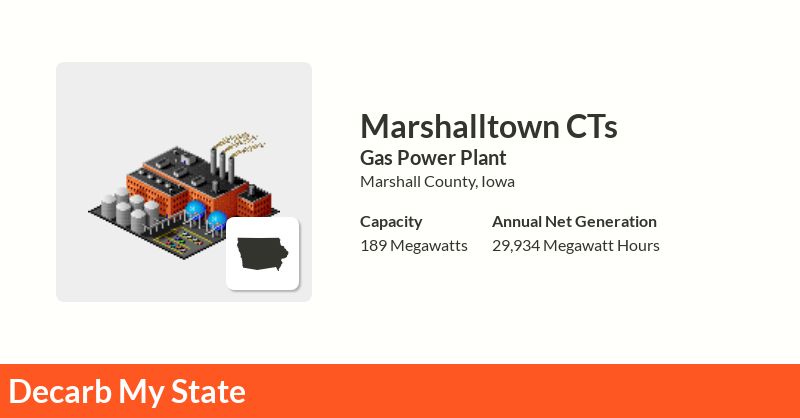 Marshalltown CTs
Gas Power Plant
Marshall County, Iowa
Capacity
189 Megawatts
Annual Net Generation
29,934 Megawatt Hours
Decarb My State